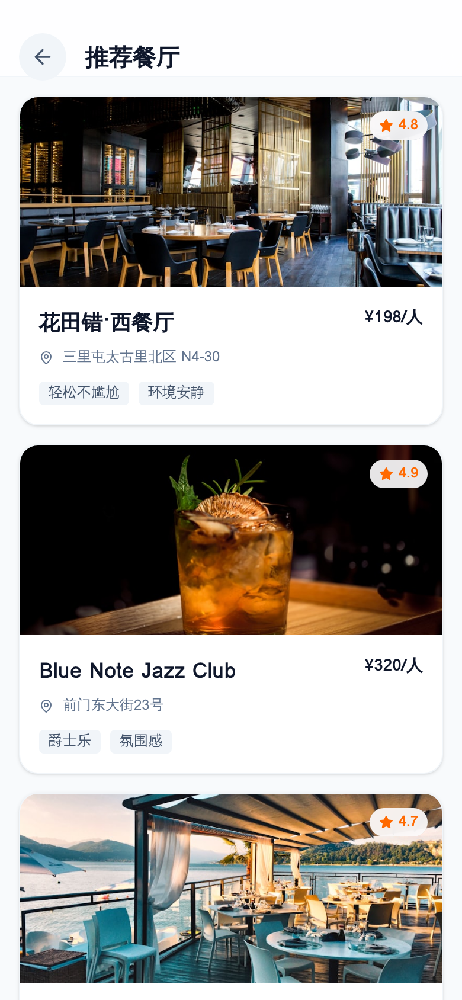 推荐餐厅
4.8
花田错·西餐厅
¥198/人
三里屯太古里北区 N4-30
轻松不尴尬 环境安静
4.9
Blue Note Jazz Club
¥320/人
前门东大街23号
爵士乐 氛围感
4.7